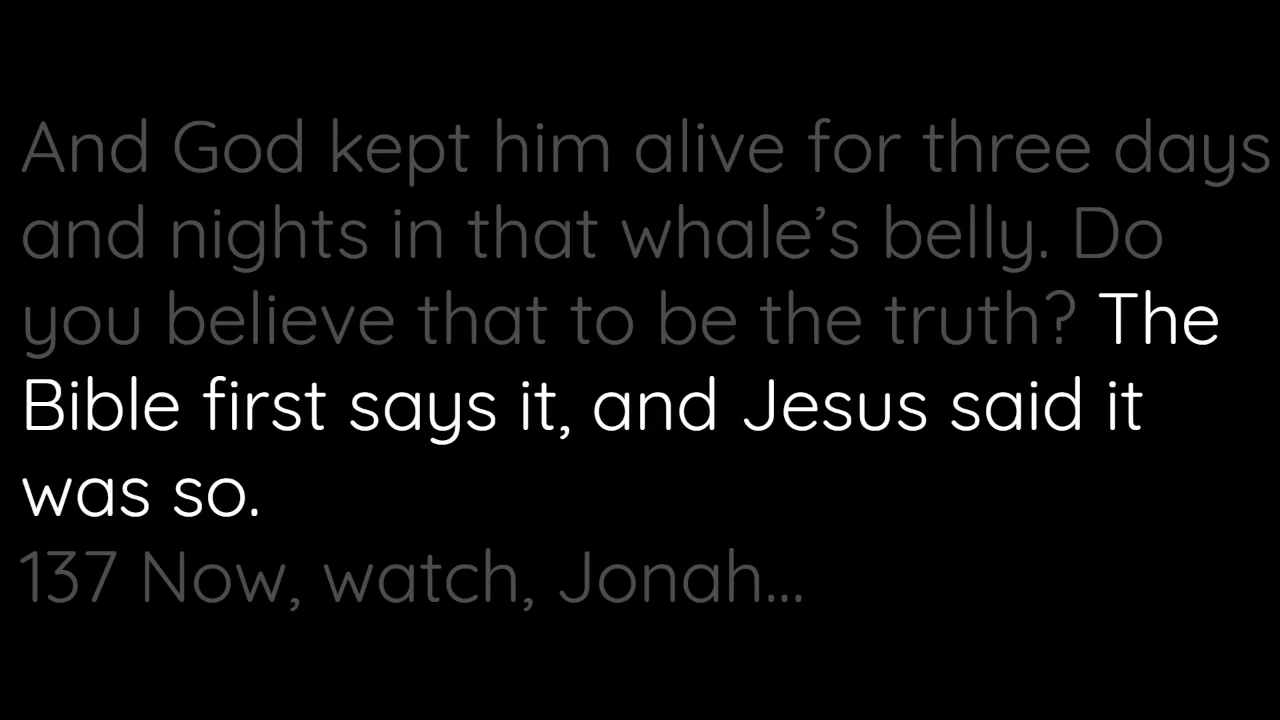 And God kept him alive for three days
and nights in that whale’s belly. Do
you believe that to be the truth? The
Bible first says it, and Jesus said it
was so.
137 Now, watch, Jonah...